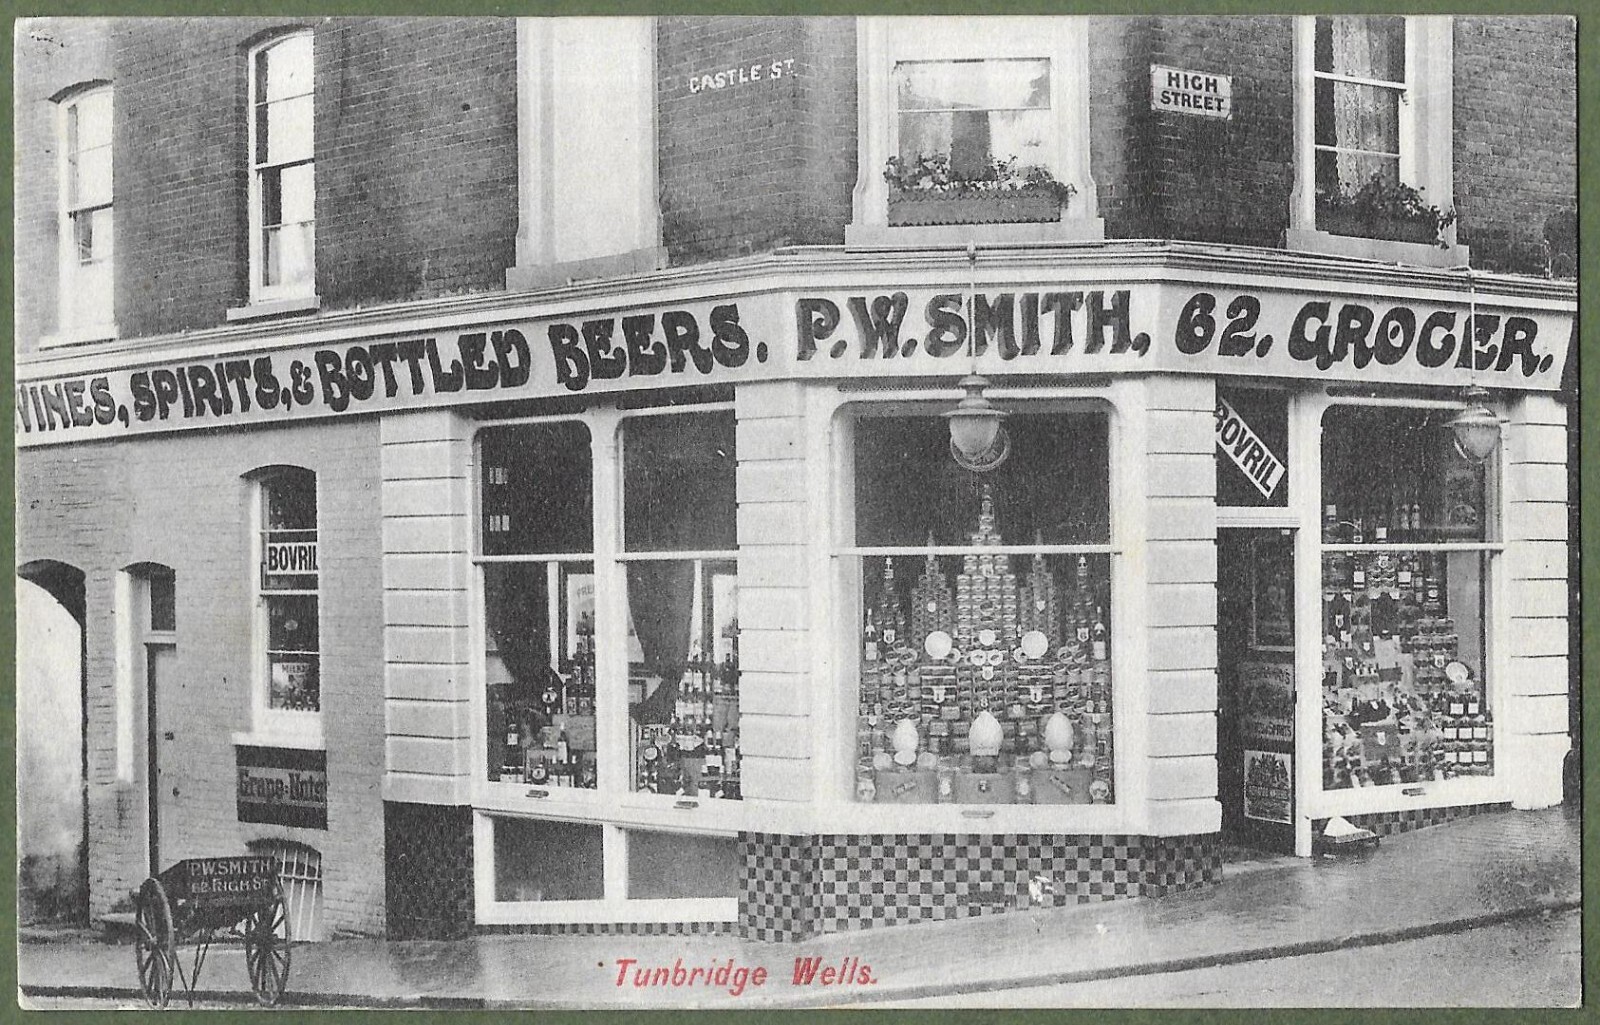 CASTLE ST
HIGH
STREET
WINES, SPIRITS, & BOTTLED BEERS. P.W. SMITH, 62. GROCER.
BOVRIL
BOVRIL
Grape-Nuts
P.W. SMITH
62 HIGH ST
Tunbridge Wells.